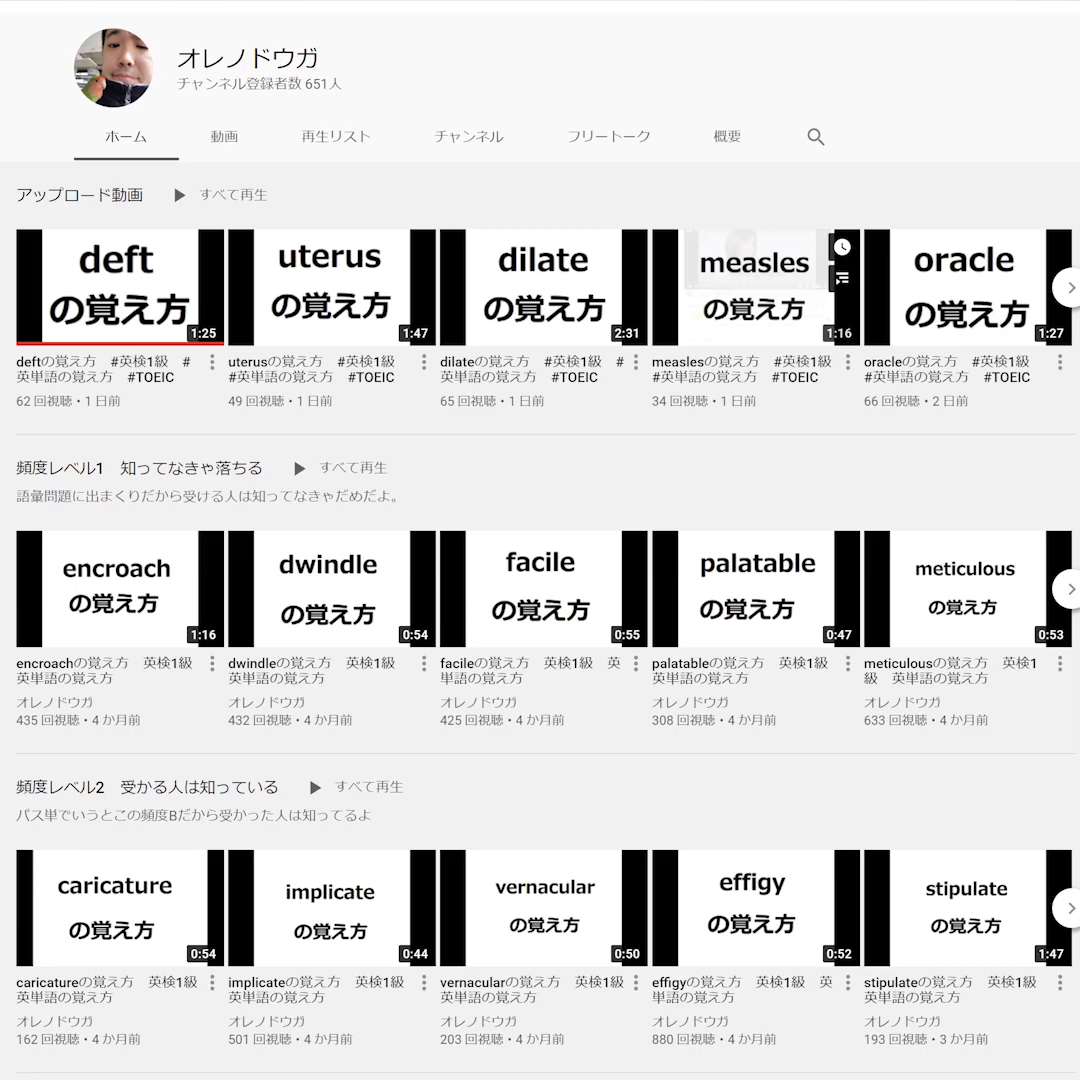 オレノドウガ
チャンネル登録者数 651人
ホーム 動画 再生リスト チャンネル フリートーク 概要
アップロード動画 すべて再生
deft uterus dilate measles oracle
の覚え方 の覚え方 の覚え方 の覚え方 の覚え方
1:25 1:47 2:31 1:16 1:27
deftの覚え方 #英検1級 # uterusの覚え方 #英検1級 dilateの覚え方 #英検1級 # measlesの覚え方 #英検1級 oracleの覚え方 #英検1級
英単語の覚え方 #TOEIC #英単語の覚え方 #TOEIC 英単語の覚え方 #TOEIC #英単語の覚え方 #TOEIC #英単語の覚え方 #TOEIC
62 回視聴・1 日前 49 回視聴・1 日前 65 回視聴・1 日前 34 回視聴・1 日前 66 回視聴・2 日前
頻度レベル1 知ってなきゃ落ちる すべて再生
語彙問題に出まくりだから受ける人は知ってなきゃだめだよ。
encroach dwindle facile palatable meticulous
の覚え方 の覚え方 の覚え方 の覚え方 の覚え方
1:16 0:54 0:55 0:47 0:53
encroachの覚え方 英検1級 dwindleの覚え方 英検1級 facileの覚え方 英検1級 英 palatableの覚え方 英検1級 meticulousの覚え方 英検1
英単語の覚え方 英単語の覚え方 単語の覚え方 英単語の覚え方 級 英単語の覚え方
オレノドウガ オレノドウガ オレノドウガ オレノドウガ オレノドウガ
435 回視聴・4 か月前 432 回視聴・4 か月前 425 回視聴・4 か月前 308 回視聴・4 か月前 633 回視聴・4 か月前
頻度レベル2 受かる人は知っている すべて再生
パス単でいうとこの頻度Bだから受かった人は知ってるよ
caricature implicate vernacular effigy stipulate
の覚え方 の覚え方 の覚え方 の覚え方 の覚え方
0:54 0:44 0:50 0:52 1:47
caricatureの覚え方 英検1級 implicateの覚え方 英検1級 vernacularの覚え方 英検1級 effigyの覚え方 英検1級 英 stipulateの覚え方 英検1級
英単語の覚え方 英単語の覚え方 英単語の覚え方 単語の覚え方 英単語の覚え方
オレノドウガ オレノドウガ オレノドウガ オレノドウガ オレノドウガ
162 回視聴・4 か月前 501 回視聴・4 か月前 203 回視聴・4 か月前 880 回視聴・4 か月前 193 回視聴・3 か月前